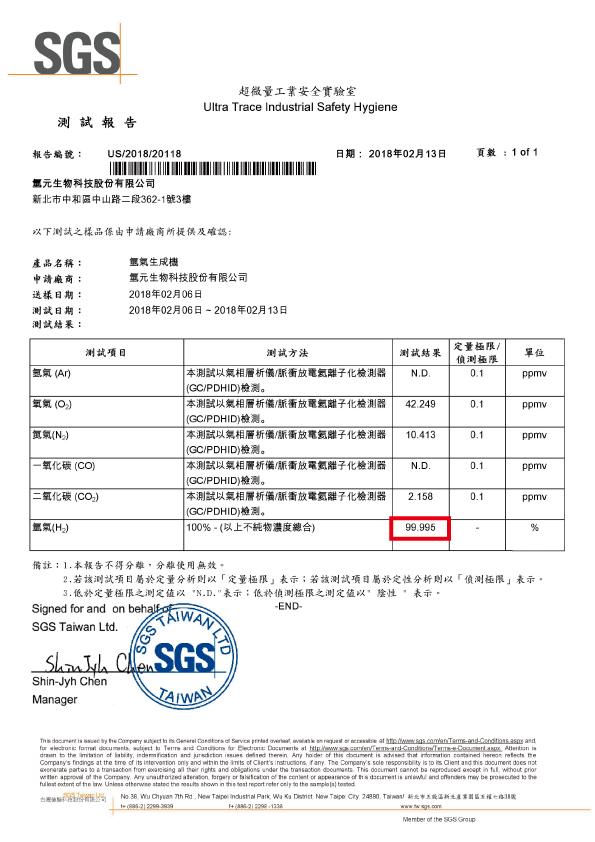 SGS
超微量工業安全實驗室
Ultra Trace Industrial Safety Hygiene
測 試 報 告
報告編號： US/2018/20118 日期： 2018年02月13日 頁數 ：1 of 1
氫元生物科技股份有限公司
新北市中和區中山路二段362-1號3樓
以下測試之樣品係由申請廠商所提供及確認:
產品名稱： 氫氣生成機
申請廠商： 氫元生物科技股份有限公司
送樣日期： 2018年02月06日
測試日期： 2018年02月06日 ~ 2018年02月13日
測試結果：
測試項目 測試方法 測試結果 定量極限/偵測極限 單位
氬氣 (Ar) 本測試以氣相層析儀/脈衝放電氦離子化檢測器 N.D. 0.1 ppmv
(GC/PDHID)檢測。
氧氣 (O2) 本測試以氣相層析儀/脈衝放電氦離子化檢測器 42.249 0.1 ppmv
(GC/PDHID)檢測。
氮氣(N2) 本測試以氣相層析儀/脈衝放電氦離子化檢測器 10.413 0.1 ppmv
(GC/PDHID)檢測。
一氧化碳 (CO) 本測試以氣相層析儀/脈衝放電氦離子化檢測器 N.D. 0.1 ppmv
(GC/PDHID)檢測。
二氧化碳 (CO2) 本測試以氣相層析儀/脈衝放電氦離子化檢測器 2.158 0.1 ppmv
(GC/PDHID)檢測。
氫氣(H2) 100% - (以上不純物濃度總合) 99.995 - %
備註：1.本報告不得分離，分離使用無效。
2.若該測試項目屬於定量分析則以「定量極限」表示；若該測試項目屬於定性分析則以「偵測極限」表示。
3.低於定量極限之測定值以 "N.D."表示；低於偵測極限之測定值以" 陰性 " 表示。
-END-
Signed for and on behalf of
SGS Taiwan Ltd.
SGS TAIWAN LTD
SGS
TAIWAN
Shin Jyh Chen
Shin-Jyh Chen
Manager
This document is issued by the Company subject to its General Conditions of Service printed overleaf, available on request or accessible at http://www.sgs.com/en/Terms-and-Conditions.aspx and,
for electronic format documents, subject to Terms and Conditions for Electronic Documents at http://www.sgs.com/en/Terms-and-Conditions/Terms-e-Document.aspx. Attention is
drawn to the limitation of liability, indemnification and jurisdiction issues defined therein. Any holder of this document is advised that information contained hereon reflects the
Company's findings at the time of its intervention only and within the limits of Client's instructions, if any. The Company's sole responsibility is to its Client and this document does not
exonerate parties to a transaction from exercising all their rights and obligations under the transaction documents. This document cannot be reproduced except in full, without prior
written approval of the Company. Any unauthorized alteration, forgery or falsification of the content or appearance of this document is unlawful and offenders may be prosecuted to the
fullest extent of the law. Unless otherwise stated the results shown in this test report refer only to the sample(s) tested.
SGS Taiwan Ltd.
台灣檢驗科技股份有限公司
No.38, Wu Chyuan 7th Rd., New Taipei Industrial Park, Wu Ku District, New Taipei City, 24890, Taiwan/ 新北市五股區新北產業園區五權七路38號
t+ (886-2) 2299-3939 f+ (886-2) 2298 -1338 www.tw.sgs.com
Member of the SGS Group